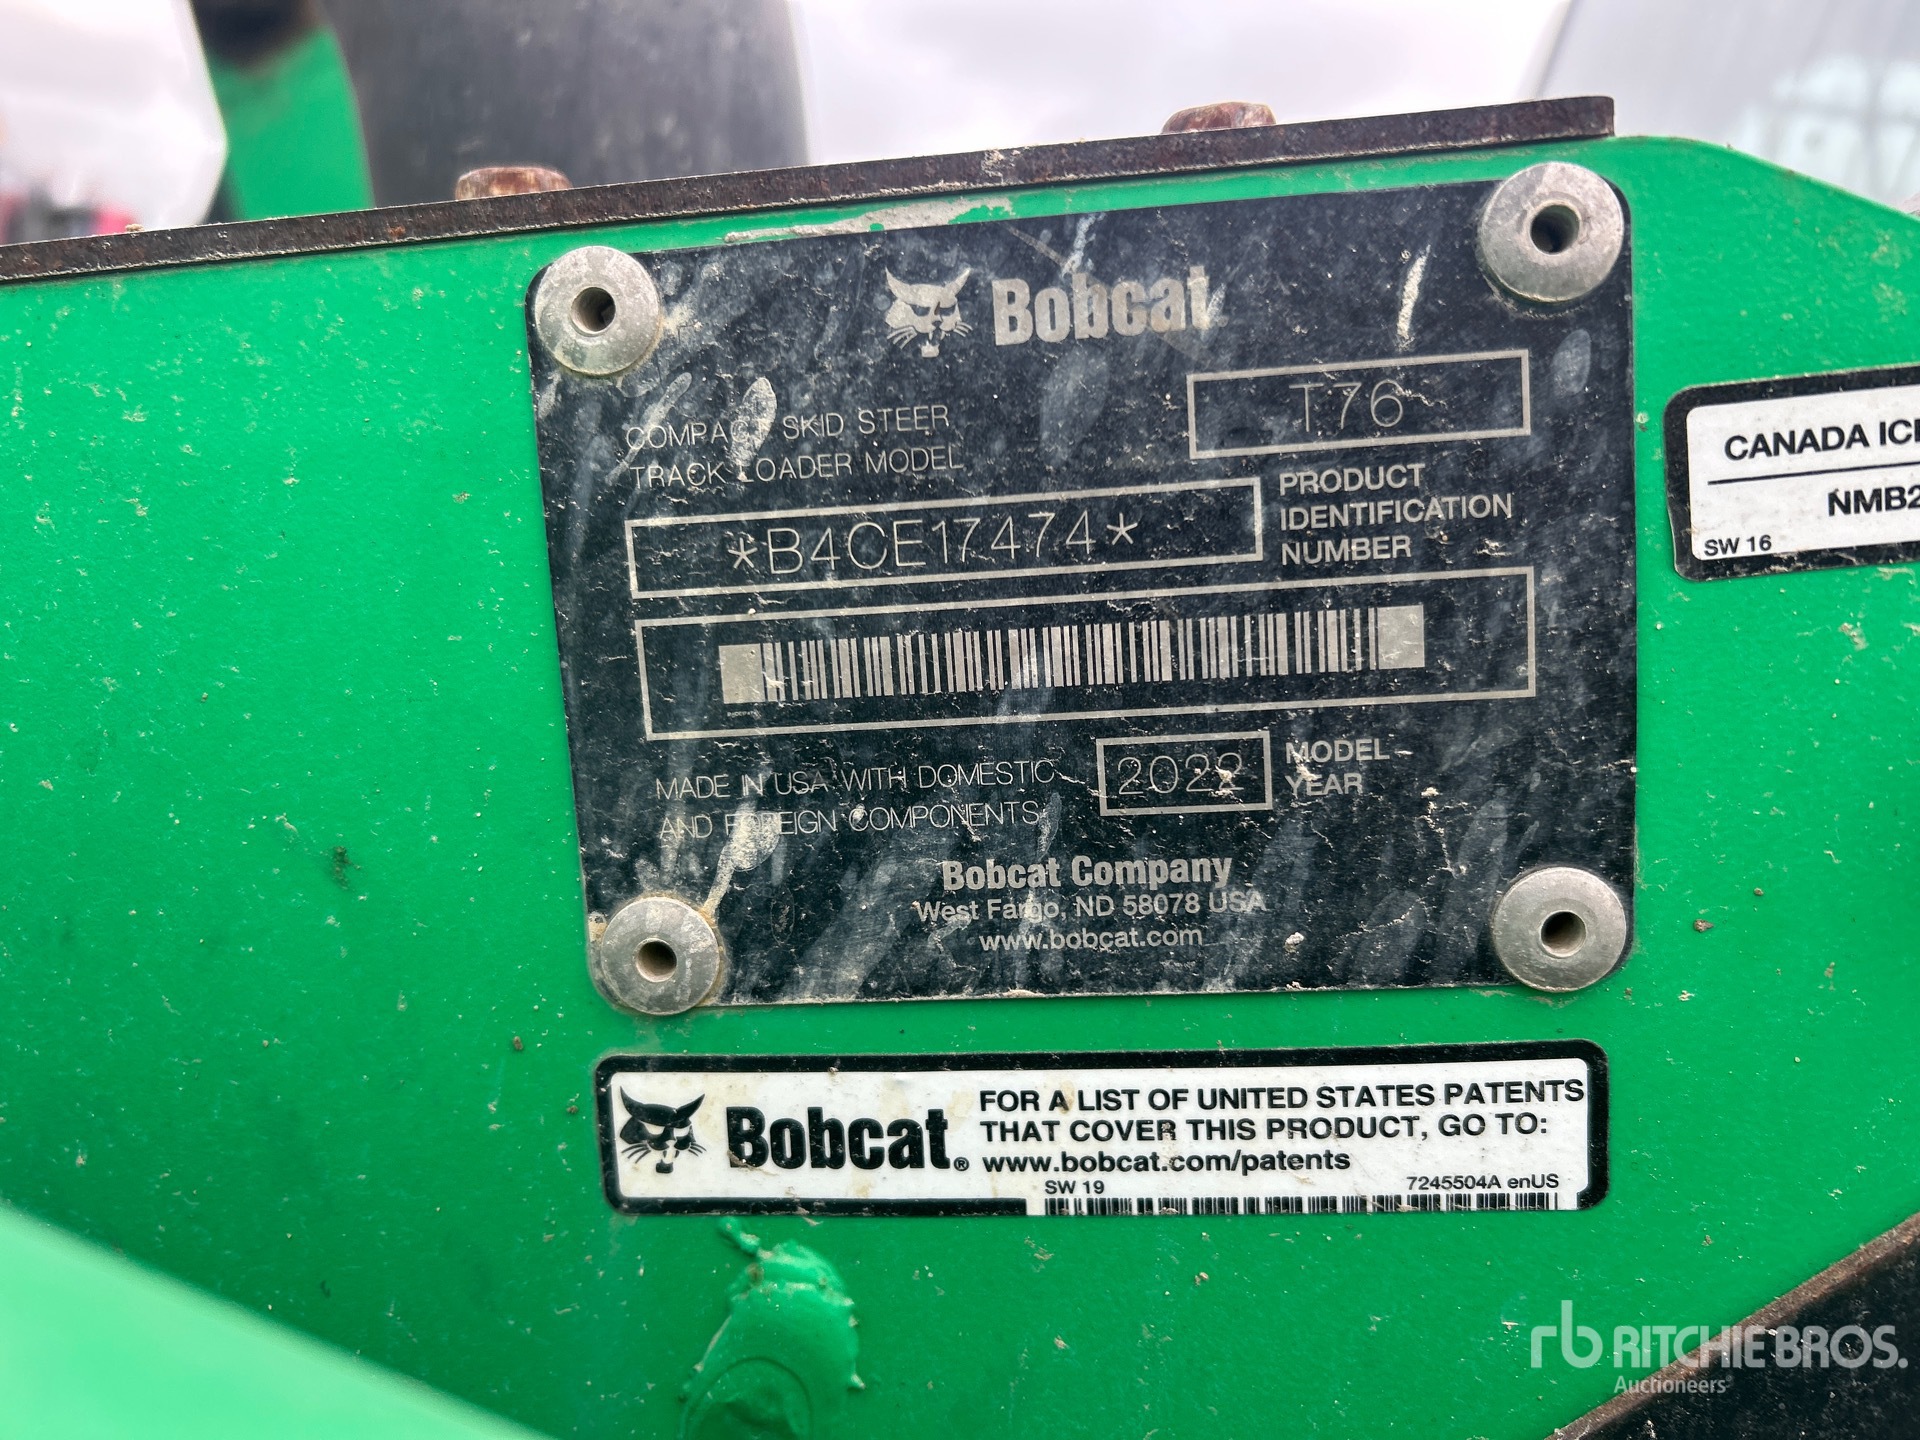 Bobcat
COMPACT SKID STEER
TRACK LOADER MODEL
T76
*B4CE17474*
PRODUCT
IDENTIFICATION
NUMBER
MADE IN USA WITH DOMESTIC
AND FOREIGN COMPONENTS
2022
MODEL
YEAR
Bobcat Company
West Fargo, ND 58078 USA
www.bobcat.com
CANADA ICE
NMB2
SW 16
Bobcat®
FOR A LIST OF UNITED STATES PATENTS
THAT COVER THIS PRODUCT, GO TO:
www.bobcat.com/patents
SW 19
7245504A enUS
rb RITCHIE BROS.
Auctioneers